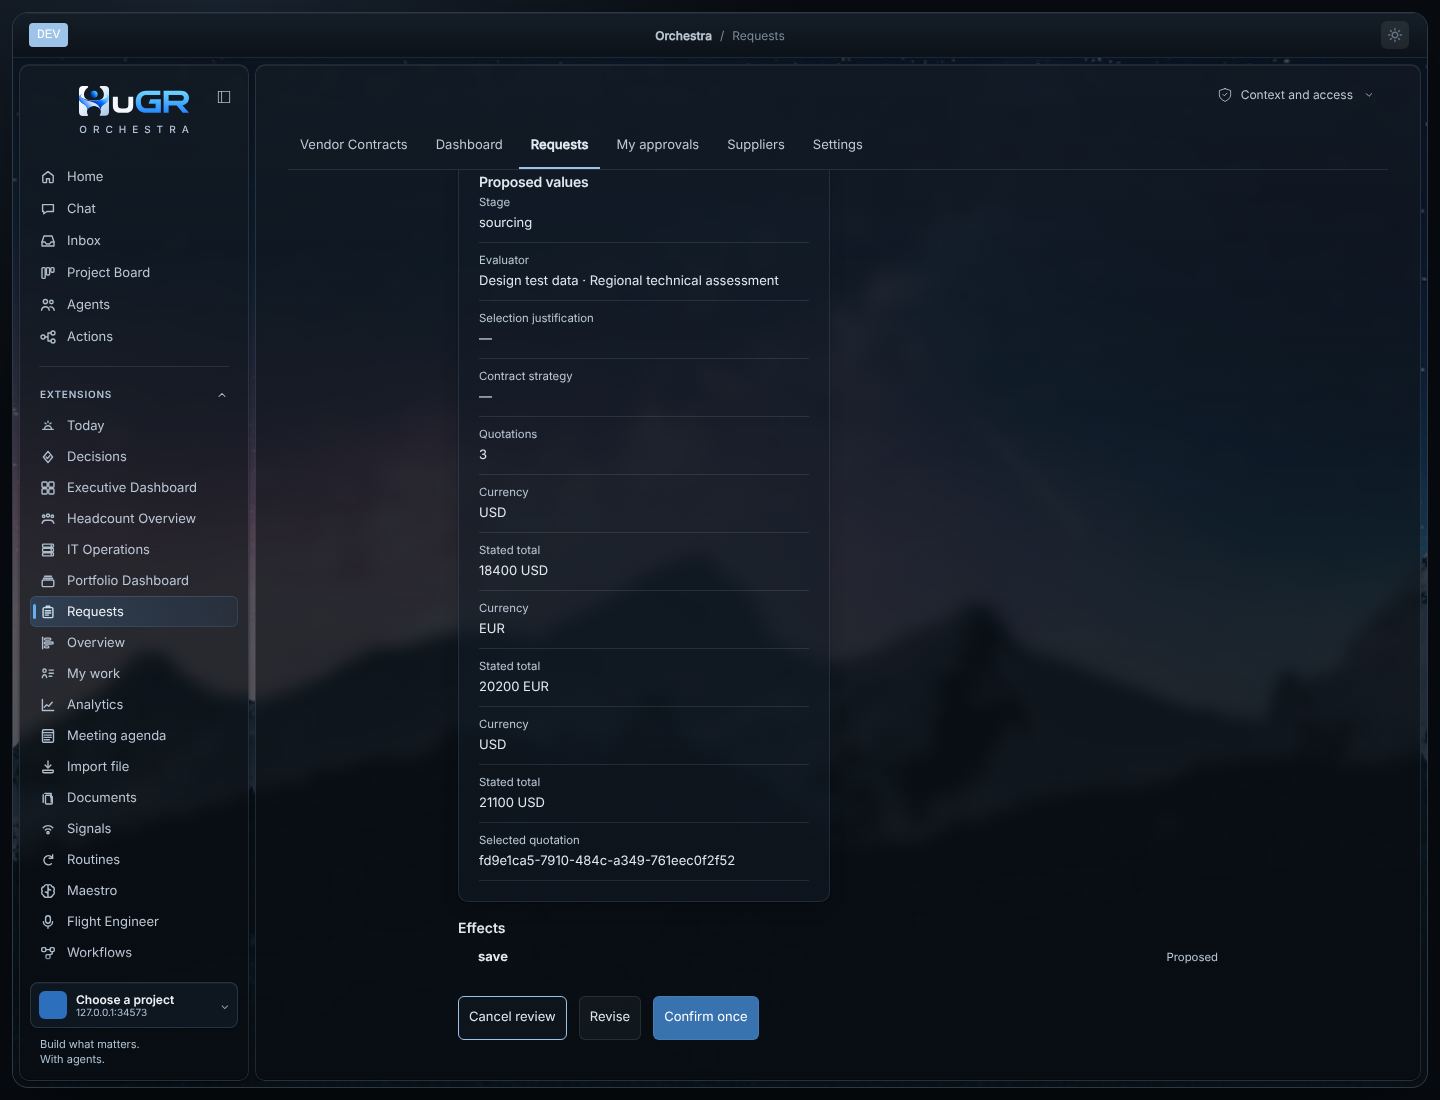 DEV
Orchestra / Requests
HuGR
ORCHESTRA
Context and access
Home
Chat
Inbox
Project Board
Agents
Actions
EXTENSIONS
Today
Decisions
Executive Dashboard
Headcount Overview
IT Operations
Portfolio Dashboard
Requests
Overview
My work
Analytics
Meeting agenda
Import file
Documents
Signals
Routines
Maestro
Flight Engineer
Workflows
Choose a project
127.0.0.1:34573
Build what matters.
With agents.
Vendor Contracts Dashboard Requests My approvals Suppliers Settings
Proposed values
Stage
sourcing
Evaluator
Design test data · Regional technical assessment
Selection justification
—
Contract strategy
—
Quotations
3
Currency
USD
Stated total
18400 USD
Currency
EUR
Stated total
20200 EUR
Currency
USD
Stated total
21100 USD
Selected quotation
fd9e1ca5-7910-484c-a349-761eec0f2f52
Effects
save Proposed
Cancel review Revise Confirm once